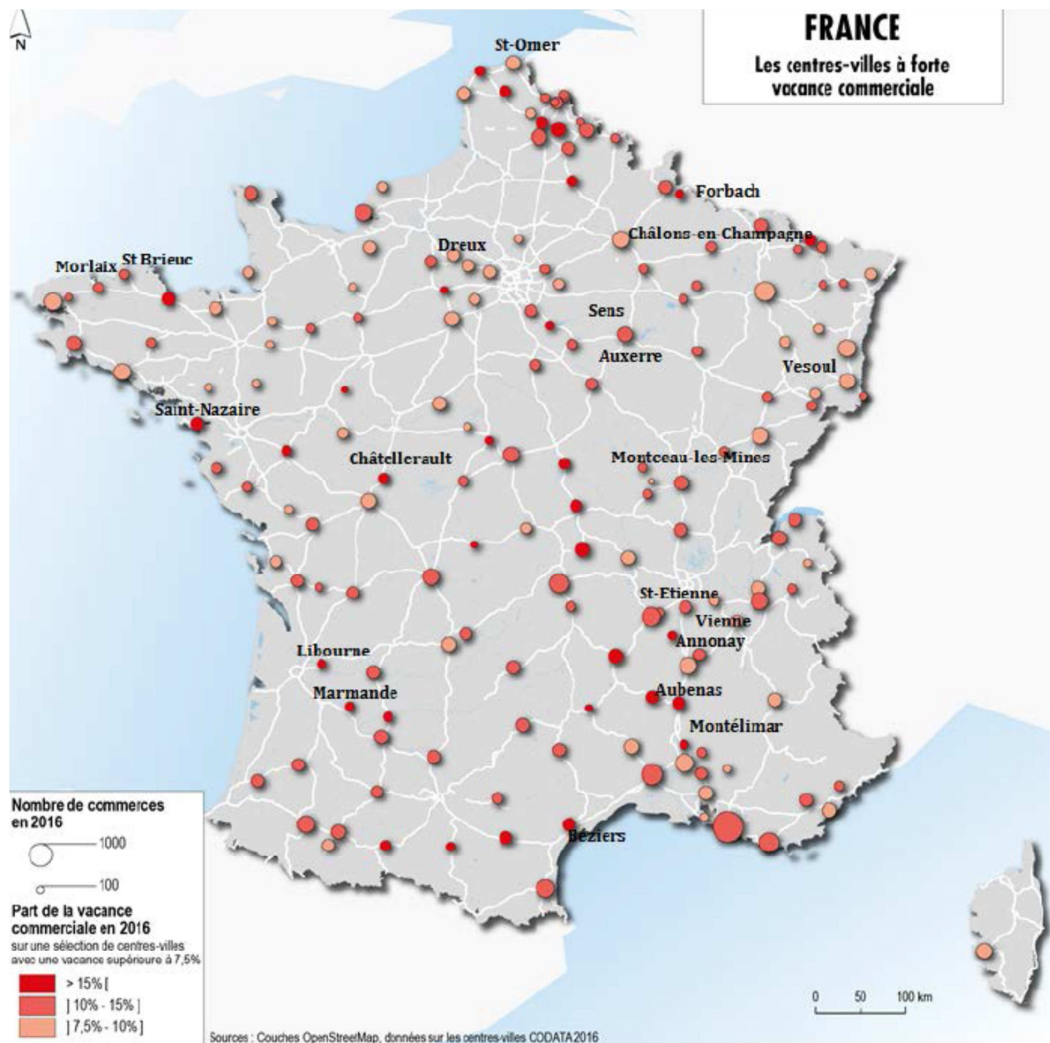 N
FRANCE
Les centres-villes à forte
vacance commerciale
St-Omer
Forbach
Châlons-en-Champagne
Dreux
St Brieuc
Morlaix
Sens
Auxerre
Vesoul
Saint-Nazaire
Châtellerault
Montceau-les-Mines
St-Etienne
Vienne
Annonay
Libourne
Marmande
Aubenas
Montélimar
Béziers
Nombre de commerces
en 2016
1000
100
Part de la vacance
commerciale en 2016
sur une sélection de centres-villes
avec une vacance supérieure à 7,5%
> 15% [
] 10% - 15% ]
] 7,5% - 10% ]
0 50 100 km
Sources : Couches OpenStreetMap, données sur les centres-villes CODATA 2016